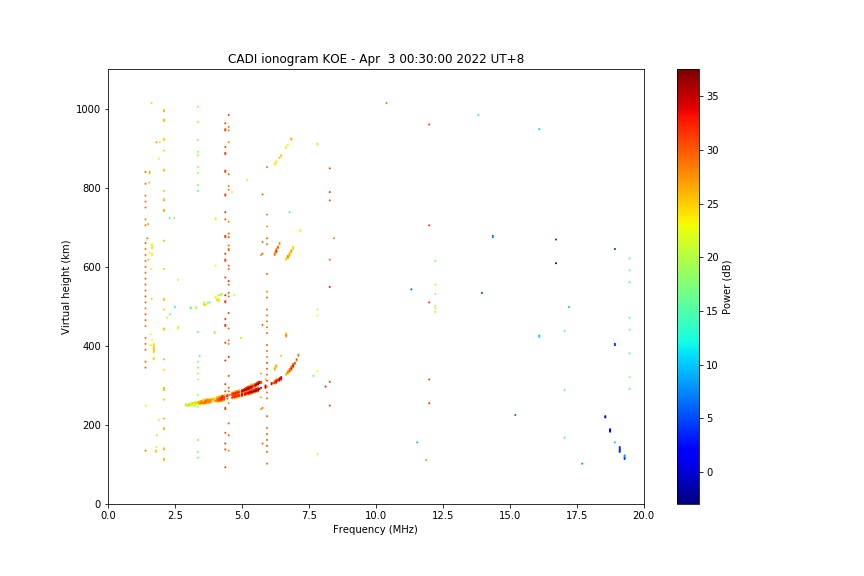 CADI ionogram KOE - Apr  3 00:30:00 2022 UT+8
1000
800
600
400
200
0
Virtual height (km)
0.0 2.5 5.0 7.5 10.0 12.5 15.0 17.5 20.0
Frequency (MHz)
35
30
25
20
15
10
5
0
Power (dB)